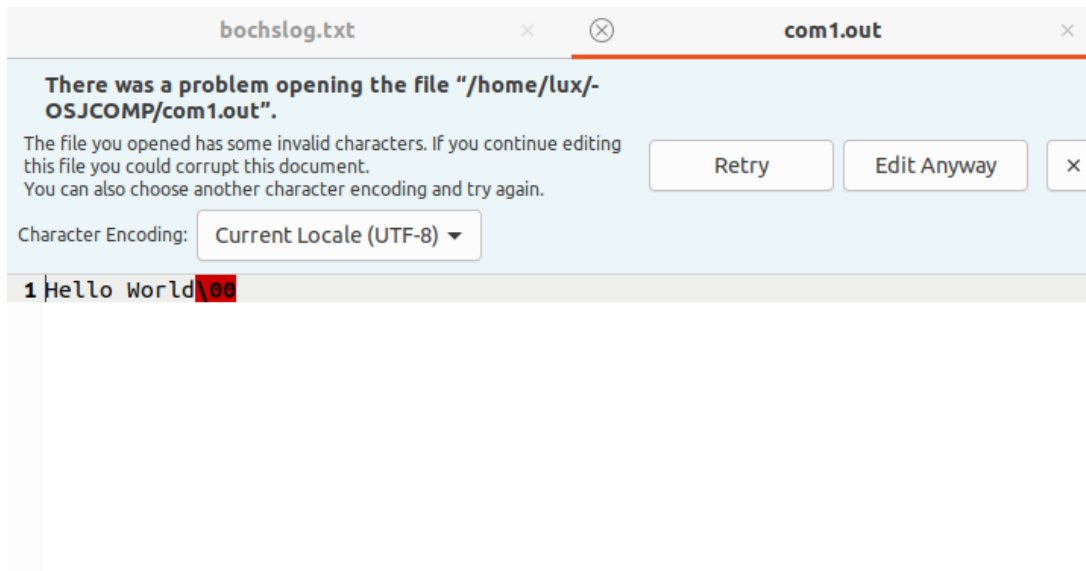 bochslog.txt × ⊗ com1.out ×
There was a problem opening the file “/home/lux/-
OSJCOMP/com1.out”.
The file you opened has some invalid characters. If you continue editing
this file you could corrupt this document.
You can also choose another character encoding and try again.
Retry Edit Anyway ×
Character Encoding: Current Locale (UTF-8)
1 Hello World\00